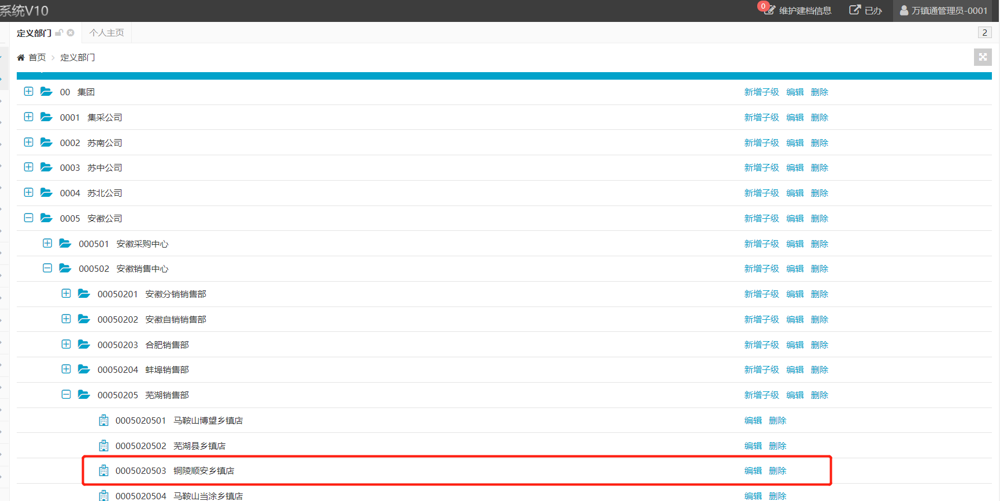 系统V10 0 维护建档信息 已办 万镇通管理员-0001
定义部门 个人主页 2
首页 定义部门
00 集团 新增子级 编辑 删除
0001 集采公司 新增子级 编辑 删除
0002 苏南公司 新增子级 编辑 删除
0003 苏中公司 新增子级 编辑 删除
0004 苏北公司 新增子级 编辑 删除
0005 安徽公司 新增子级 编辑 删除
000501 安徽采购中心 新增子级 编辑 删除
000502 安徽销售中心 新增子级 编辑 删除
00050201 安徽分销销售部 新增子级 编辑 删除
00050202 安徽自销销售部 新增子级 编辑 删除
00050203 合肥销售部 新增子级 编辑 删除
00050204 蚌埠销售部 新增子级 编辑 删除
00050205 芜湖销售部 新增子级 编辑 删除
0005020501 马鞍山博望乡镇店 编辑 删除
0005020502 芜湖县乡镇店 编辑 删除
0005020503 铜陵顺安乡镇店 编辑 删除
0005020504 马鞍山当涂乡镇店 编辑 删除